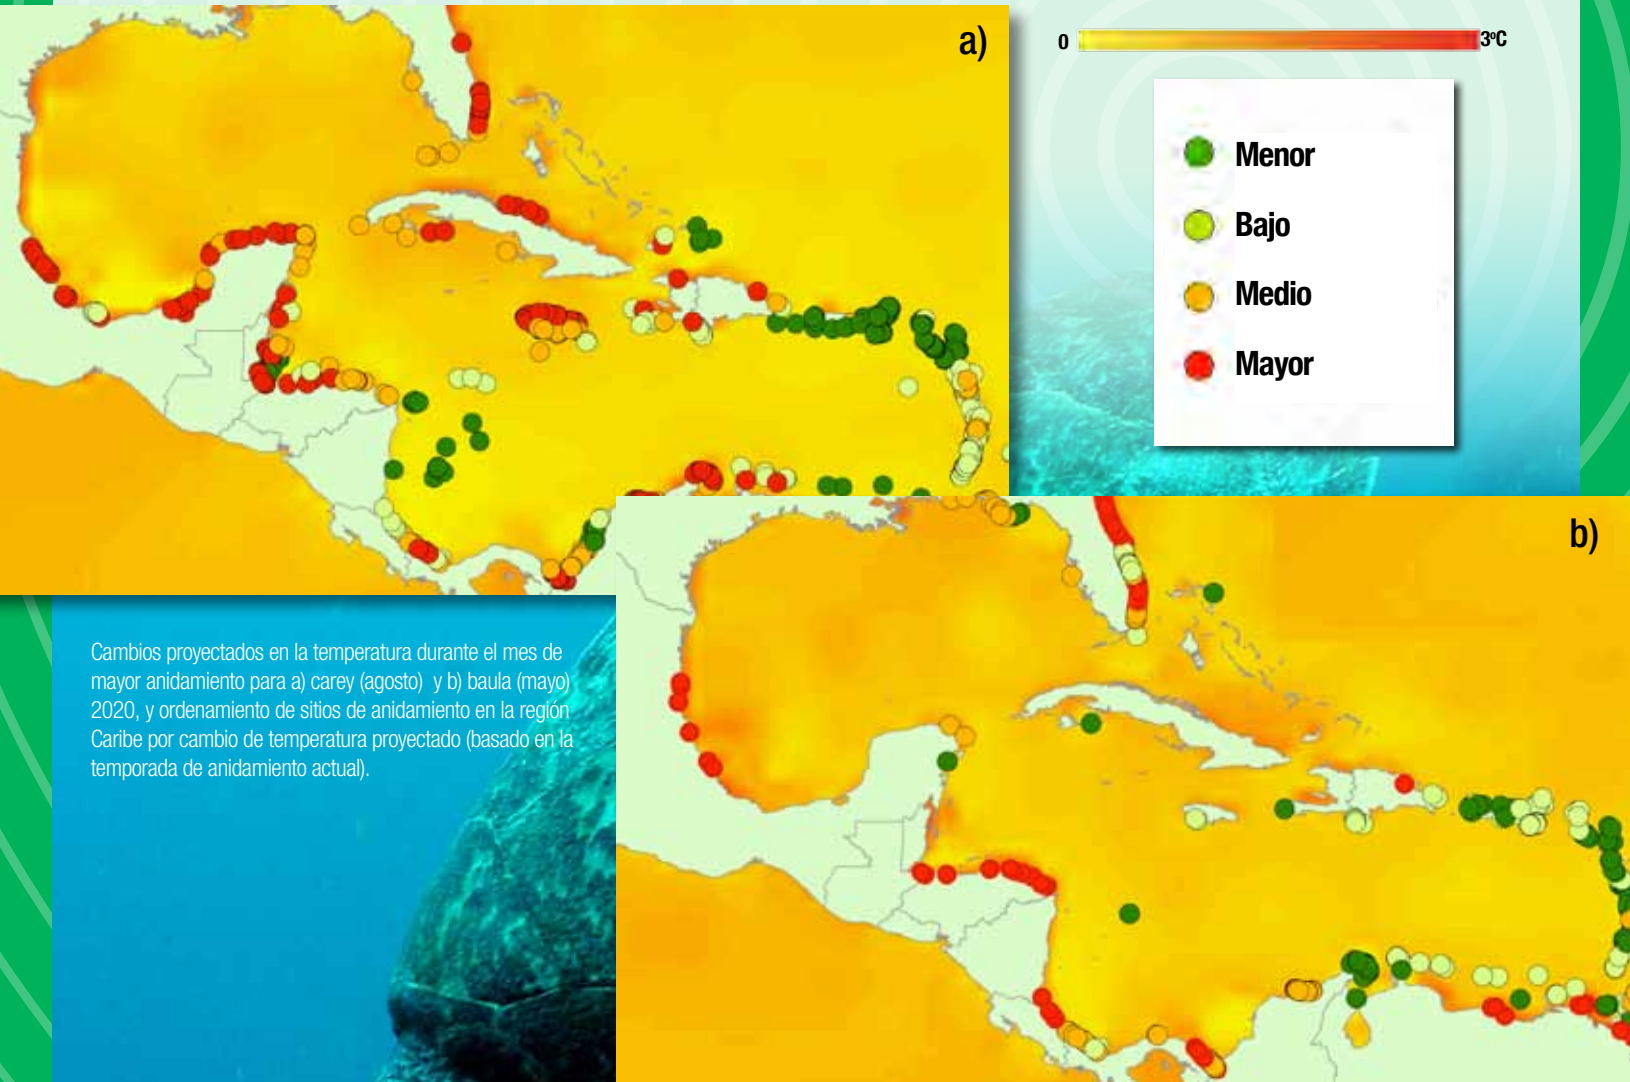 a)
0
3ºC
Menor
Bajo
Medio
Mayor
b)
Cambios proyectados en la temperatura durante el mes de
mayor anidamiento para a) carey (agosto) y b) baula (mayo)
2020, y ordenamiento de sitios de anidamiento en la región
Caribe por cambio de temperatura proyectado (basado en la
temporada de anidamiento actual).